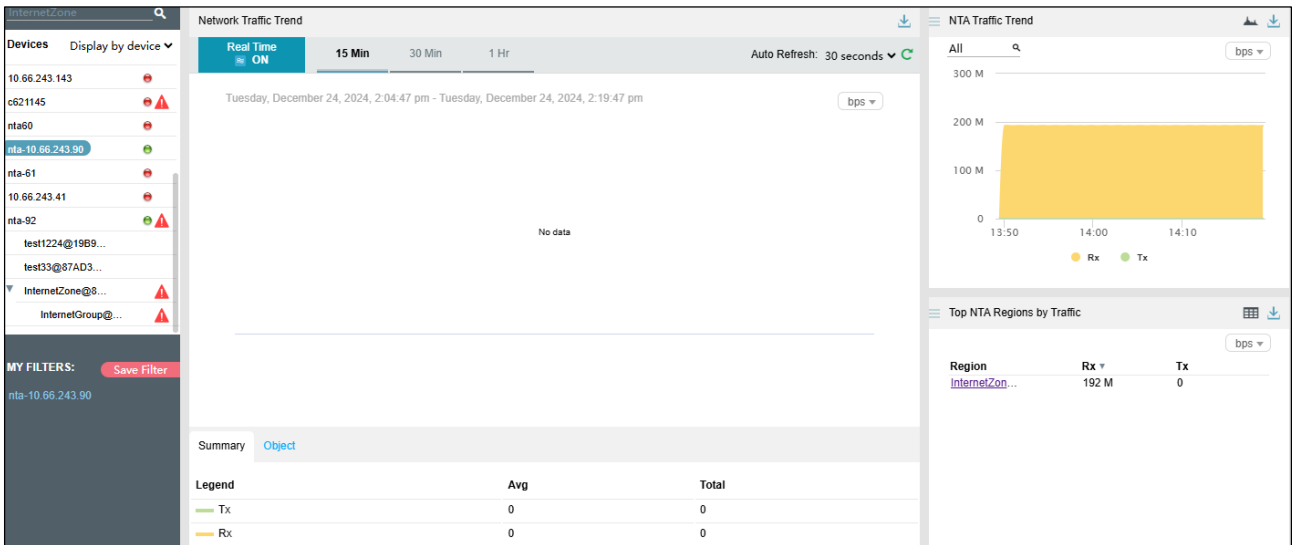 InternetZone
Devices Display by device
10.66.243.143
c621145
nta60
nta-10.66.243.90
nta-61
10.66.243.41
nta-92
test1224@19B9...
test33@87AD3...
InternetZone@8...
InternetGroup@...
MY FILTERS: Save Filter
nta-10.66.243.90
Network Traffic Trend
Real Time
ON
15 Min 30 Min 1 Hr
Auto Refresh: 30 seconds
Tuesday, December 24, 2024, 2:04:47 pm - Tuesday, December 24, 2024, 2:19:47 pm
bps
No data
Summary Object
Legend Avg Total
Tx 0 0
Rx 0 0
NTA Traffic Trend
All
bps
300 M
200 M
100 M
0
13:50 14:00 14:10
Rx Tx
Top NTA Regions by Traffic
bps
Region Rx Tx
InternetZon... 192 M 0